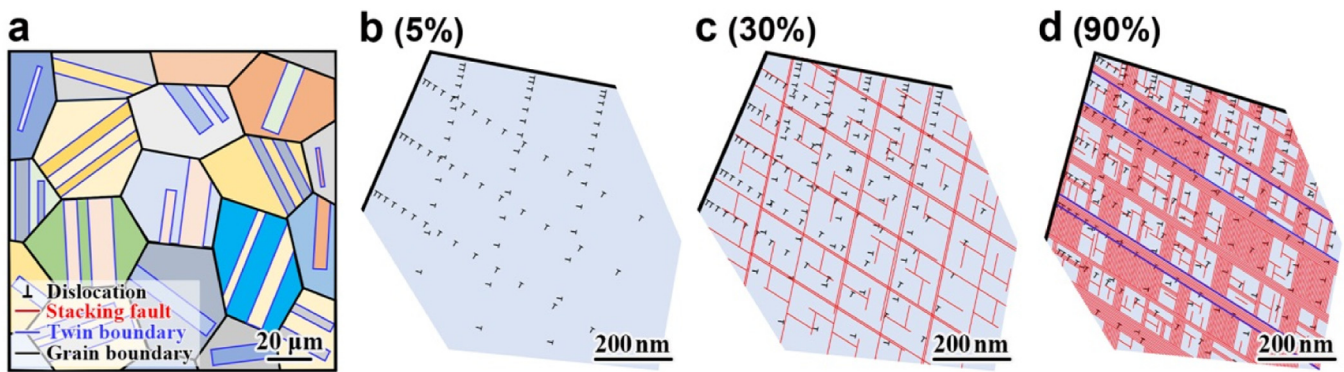 a
b (5%)
c (30%)
d (90%)
⊥ Dislocation
Stacking fault
Twin boundary
Grain boundary
20 μm
200 nm
200 nm
200 nm